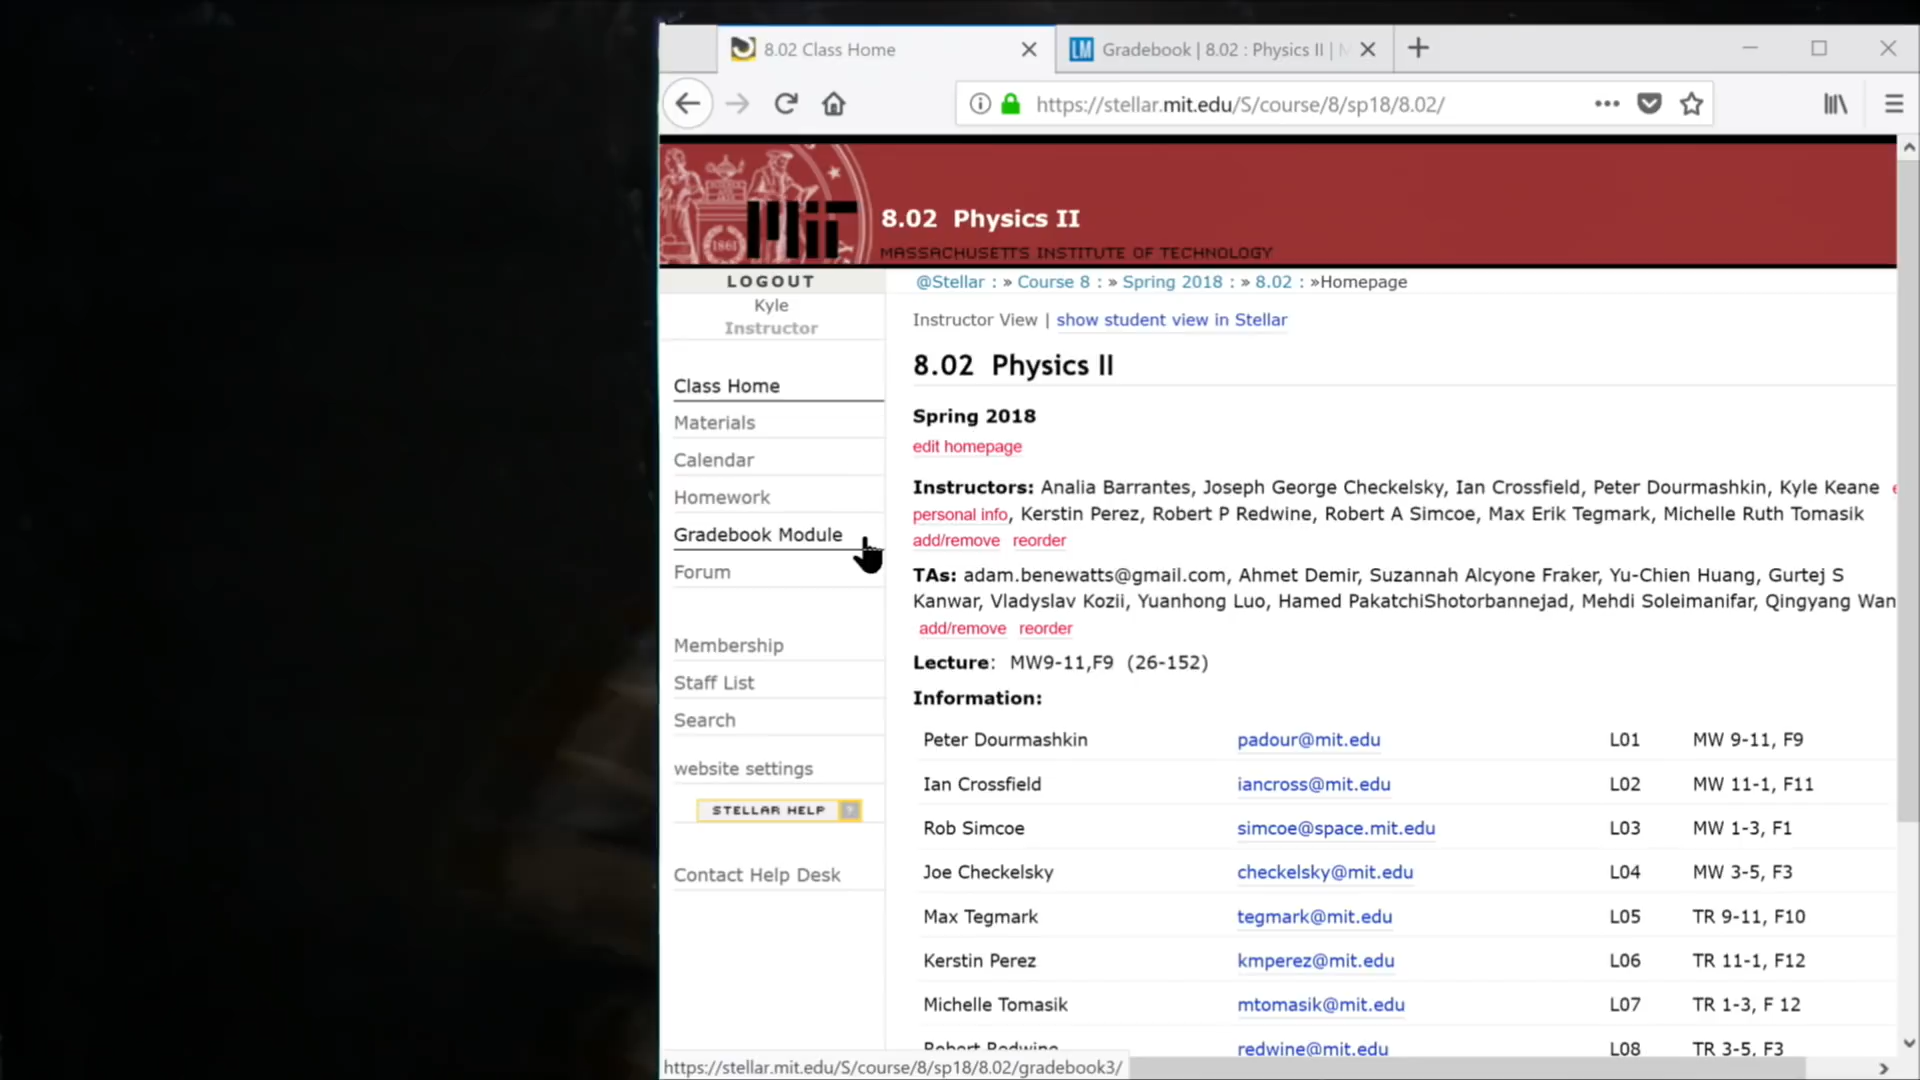 8.02 Class Home
Gradebook | 8.02 : Physics II |
https://stellar.mit.edu/S/course/8/sp18/8.02/
1861
MIT
8.02 Physics II
MASSACHUSETTS INSTITUTE OF TECHNOLOGY
LOGOUT
Kyle
Instructor
Class Home
Materials
Calendar
Homework
Gradebook Module
Forum
Membership
Staff List
Search
website settings
STELLAR HELP ?
Contact Help Desk
@Stellar : » Course 8 : » Spring 2018 : » 8.02 : »Homepage
Instructor View | show student view in Stellar
8.02 Physics II
Spring 2018
edit homepage
Instructors: Analia Barrantes, Joseph George Checkelsky, Ian Crossfield, Peter Dourmashkin, Kyle Keane
personal info, Kerstin Perez, Robert P Redwine, Robert A Simcoe, Max Erik Tegmark, Michelle Ruth Tomasik
add/remove reorder
TAs: adam.benewatts@gmail.com, Ahmet Demir, Suzannah Alcyone Fraker, Yu-Chien Huang, Gurtej S
Kanwar, Vladyslav Kozii, Yuanhong Luo, Hamed PakatchiShotorbannejad, Mehdi Soleimanifar, Qingyang Wan
add/remove reorder
Lecture: MW9-11,F9 (26-152)
Information:
Peter Dourmashkin padour@mit.edu L01 MW 9-11, F9
Ian Crossfield iancross@mit.edu L02 MW 11-1, F11
Rob Simcoe simcoe@space.mit.edu L03 MW 1-3, F1
Joe Checkelsky checkelsky@mit.edu L04 MW 3-5, F3
Max Tegmark tegmark@mit.edu L05 TR 9-11, F10
Kerstin Perez kmperez@mit.edu L06 TR 11-1, F12
Michelle Tomasik mtomasik@mit.edu L07 TR 1-3, F 12
Robert Redwine redwine@mit.edu L08 TR 3-5, F3
https://stellar.mit.edu/S/course/8/sp18/8.02/gradebook3/